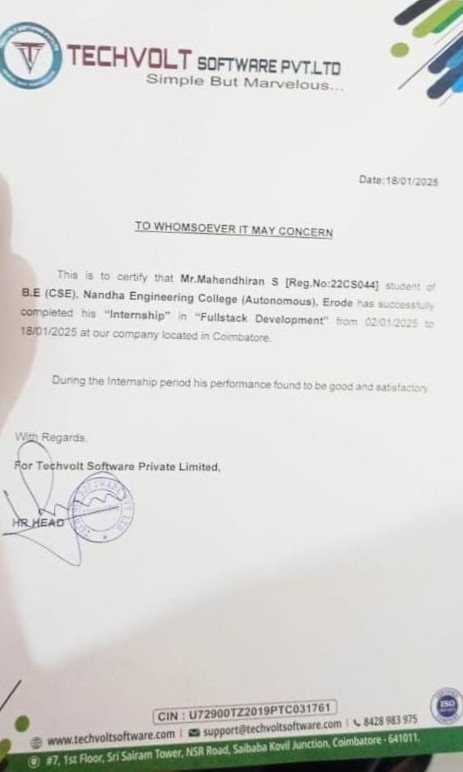 TECHVOLT SOFTWARE PVT.LTD
Simple But Marvelous...
Date:18/01/2025
TO WHOMSOEVER IT MAY CONCERN
This is to certify that Mr.Mahendhiran S [Reg.No:22CS044] student of
B.E (CSE), Nandha Engineering College (Autonomous), Erode has successfully
completed his “Internship” in “Fullstack Development” from 02/01/2025 to
18/01/2025 at our company located in Coimbatore.
During the Internship period his performance found to be good and satisfactory
With Regards,
For Techvolt Software Private Limited,
HR HEAD
CIN : U72900TZ2019PTC031761
www.techvoltsoftware.com | support@techvoltsoftware.com | 8428 983 975
#7, 1st Floor, Sri Sairam Tower, NSR Road, Saibaba Kovil Junction, Coimbatore - 641011.
ISO